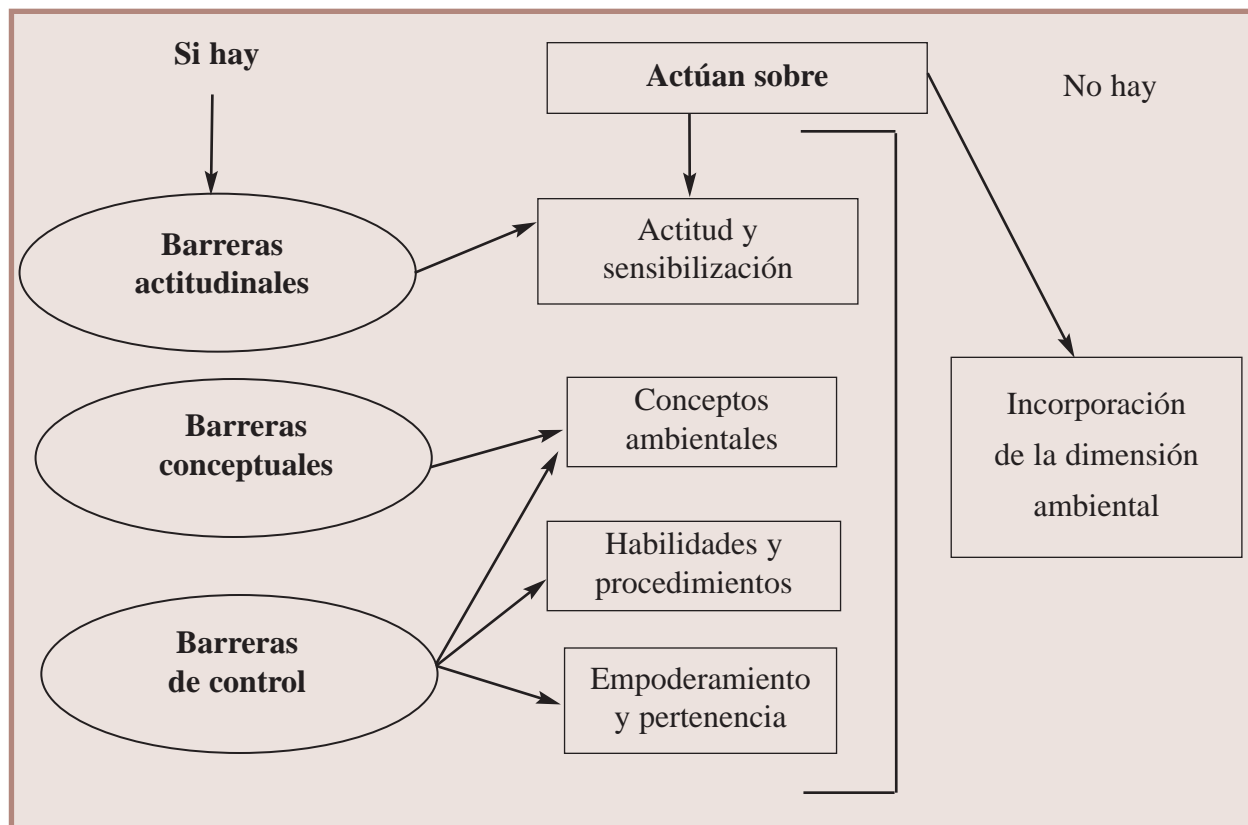 Si hay
Actúan sobre
No hay
Barreras
actitudinales
Actitud y
sensibilización
Barreras
conceptuales
Conceptos
ambientales
Incorporación
de la dimensión
ambiental
Habilidades y
procedimientos
Barreras
de control
Empoderamiento
y pertenencia